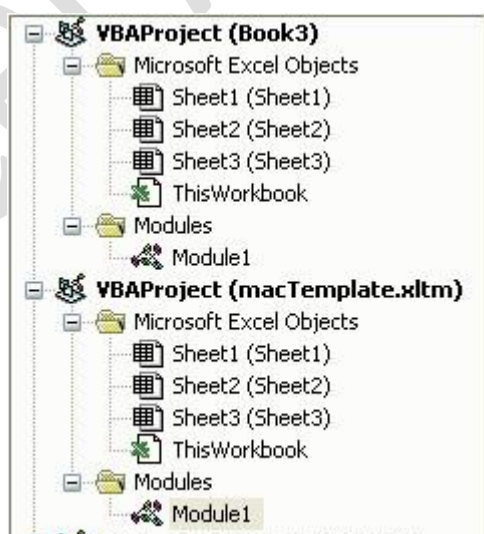 VBAProject (Book3)
Microsoft Excel Objects
Sheet1 (Sheet1)
Sheet2 (Sheet2)
Sheet3 (Sheet3)
ThisWorkbook
Modules
Module1
VBAProject (macTemplate.xltm)
Microsoft Excel Objects
Sheet1 (Sheet1)
Sheet2 (Sheet2)
Sheet3 (Sheet3)
ThisWorkbook
Modules
Module1